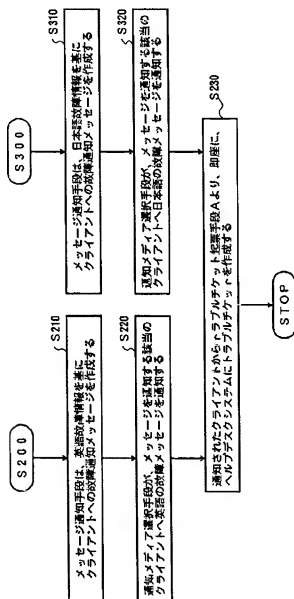 S200
S210
メッセージ通知手段は、英語故障情報を基に
クライアントへの故障通知メッセージを作成する
S220
通知メディア選択手段が、メッセージを通知する該当の
クライアントへ英語の故障メッセージを通知する
S300
S310
メッセージ通知手段は、日本語故障情報を基に
クライアントへの故障通知メッセージを作成する
S320
通知メディア選択手段が、メッセージを通知する該当の
クライアントへ日本語の故障メッセージを通知する
S230
通知されたクライアントからトラブルチケット起票手段Aより、即座に、
ヘルプデスクシステムにトラブルチケットを作成する
STOP